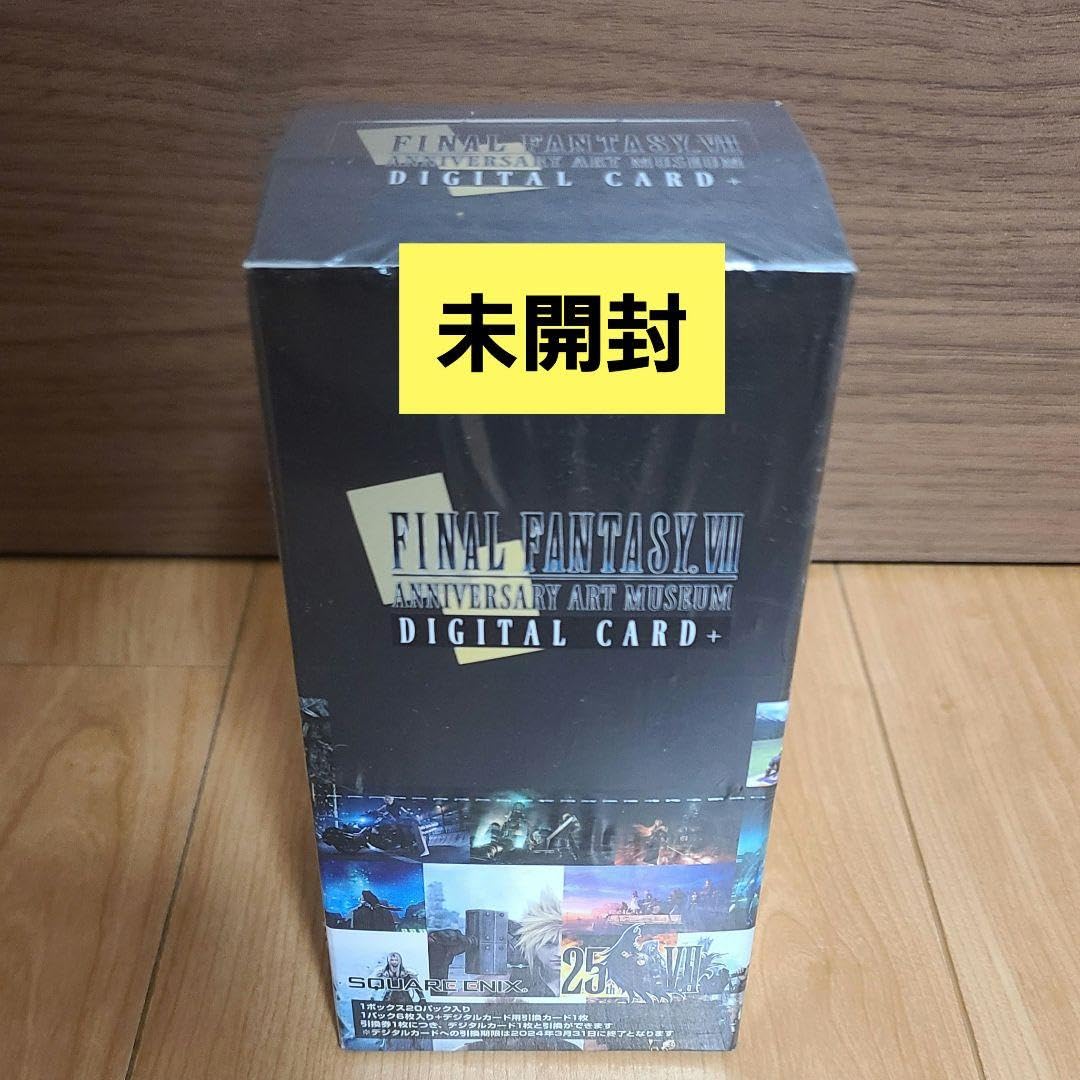 FINAL FANTASY VII
ANNIVERSARY ART MUSEUM
DIGITAL CARD+
未開封
FINAL FANTASY VII
ANNIVERSARY ART MUSEUM
DIGITAL CARD+
SQUARE ENIX
25th VII
1ボックス20パック入り
1パック6枚入り+デジタルカード用引換カード1枚
引換券1枚につき、デジタルカード1枚と引換ができます
※デジタルカードへの引換期限は2024年3月31日に終了となります